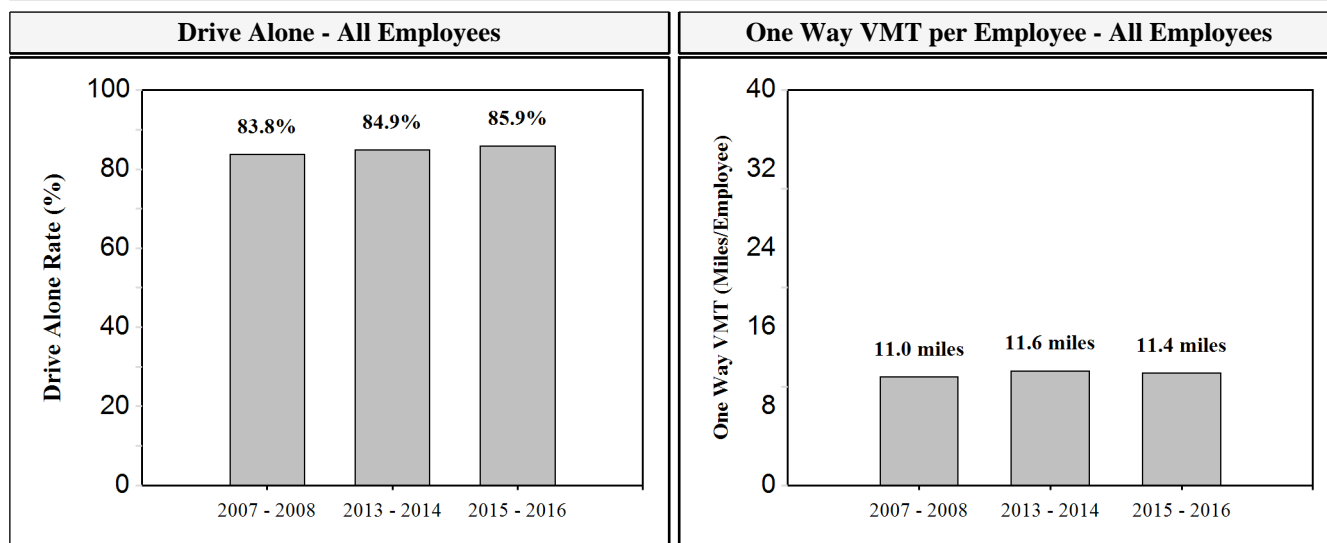 Drive Alone - All Employees
100
80
60
40
20
0
Drive Alone Rate (%)
83.8%
84.9%
85.9%
2007 - 2008
2013 - 2014
2015 - 2016
One Way VMT per Employee - All Employees
40
32
24
16
8
0
One Way VMT (Miles/Employee)
11.0 miles
11.6 miles
11.4 miles
2007 - 2008
2013 - 2014
2015 - 2016